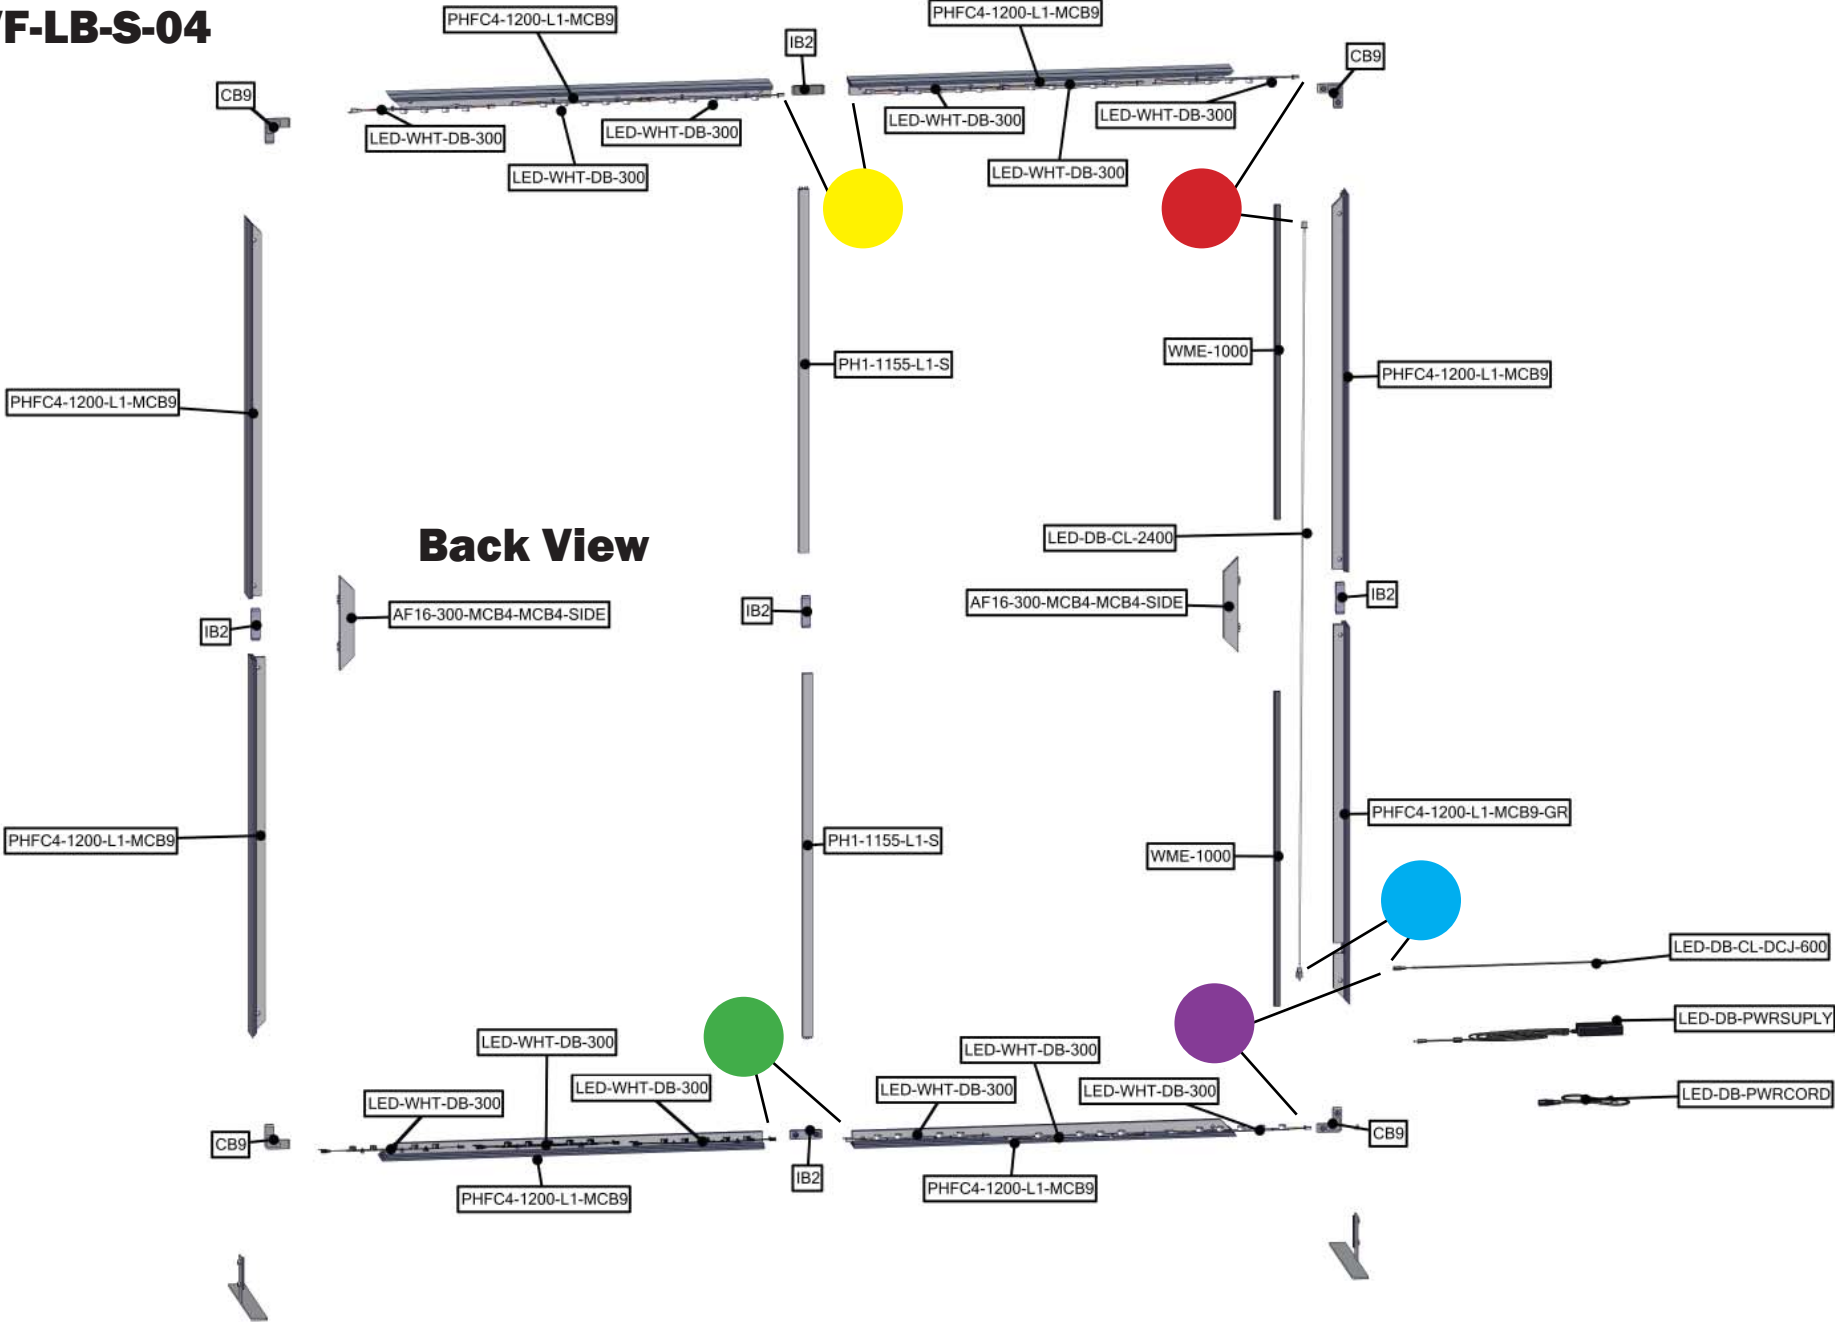 F-LB-S-04
PHFC4-1200-L1-MCB9
PHFC4-1200-L1-MCB9
IB2
CB9
CB9
LED-WHT-DB-300
LED-WHT-DB-300
LED-WHT-DB-300
LED-WHT-DB-300
LED-WHT-DB-300
LED-WHT-DB-300
WME-1000
PH1-1155-L1-S
PHFC4-1200-L1-MCB9
PHFC4-1200-L1-MCB9
Back View
LED-DB-CL-2400
AF16-300-MCB4-MCB4-SIDE
IB2
AF16-300-MCB4-MCB4-SIDE
IB2
IB2
PHFC4-1200-L1-MCB9
PH1-1155-L1-S
WME-1000
PHFC4-1200-L1-MCB9-GR
LED-DB-CL-DCJ-600
LED-DB-PWRSUPLY
LED-WHT-DB-300
LED-WHT-DB-300
LED-WHT-DB-300
LED-WHT-DB-300
LED-WHT-DB-300
LED-WHT-DB-300
LED-DB-PWRCORD
CB9
CB9
IB2
PHFC4-1200-L1-MCB9
PHFC4-1200-L1-MCB9